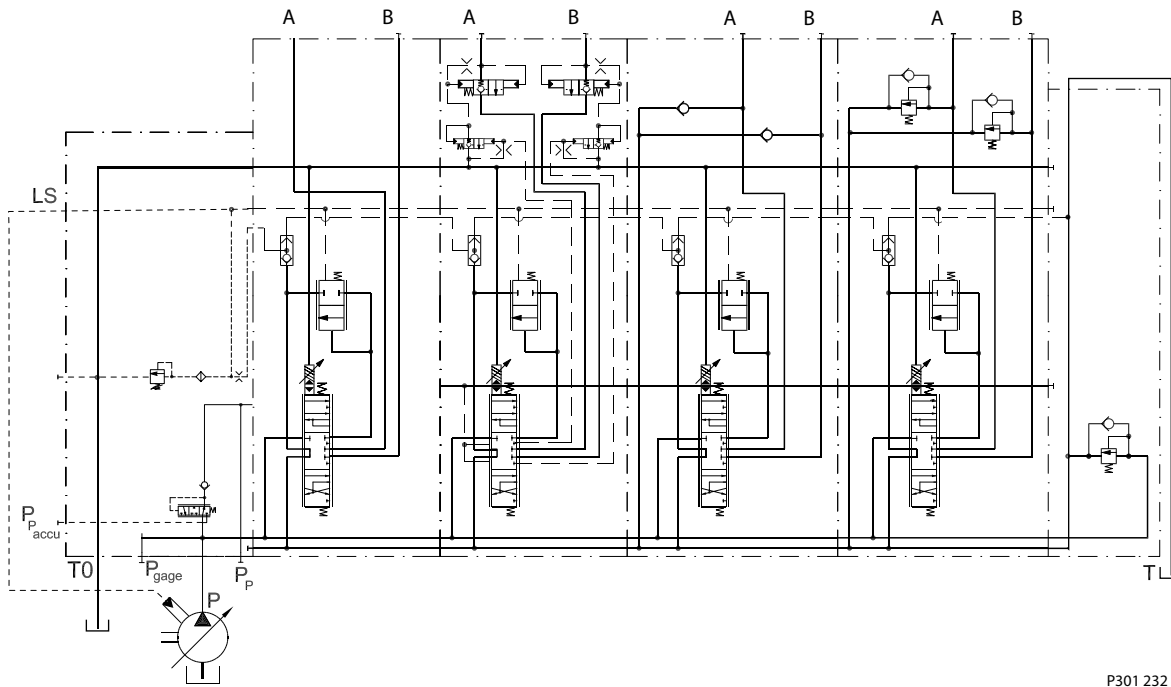 A B A B A B A B
LS
P P accu
T0 P gage P P T
P
P301 232